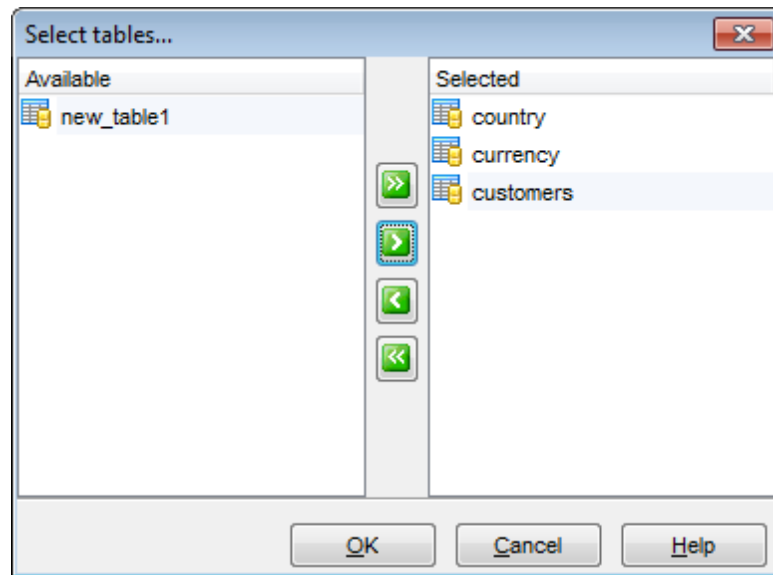 Select tables...
Available
Selected
new_table1
country
currency
customers
OK
Cancel
Help